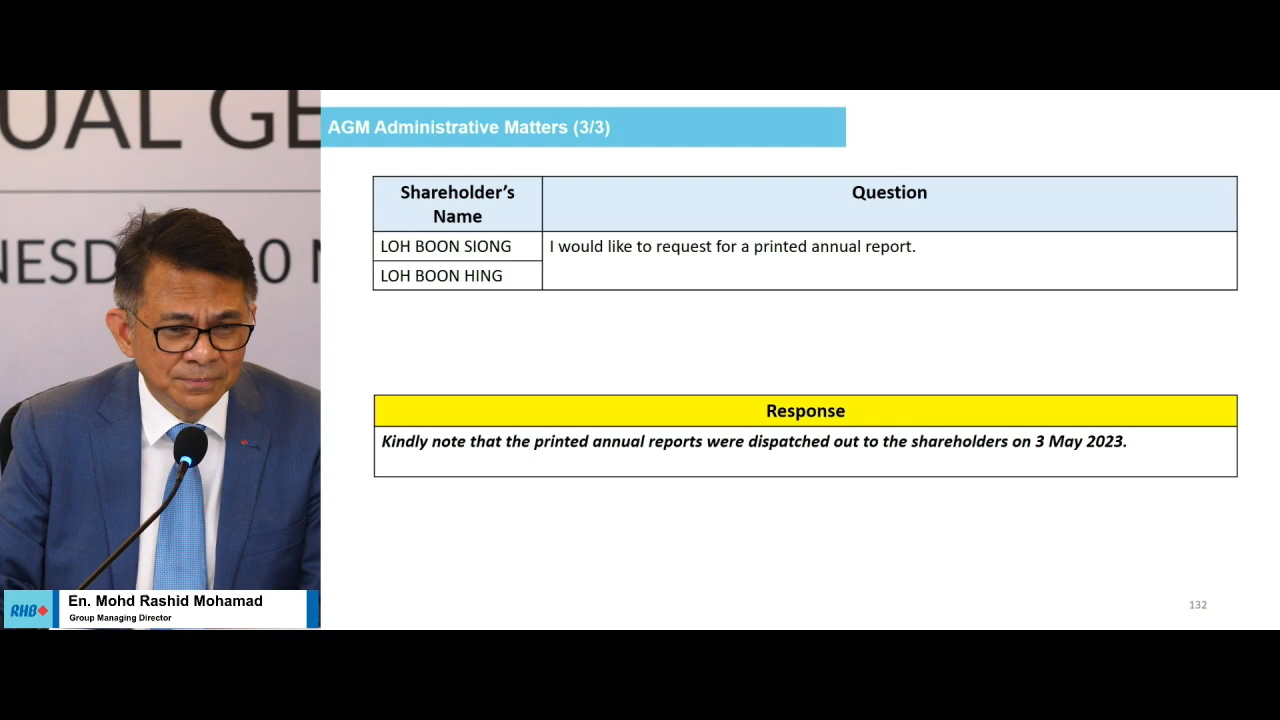 UAL GE
NESD 10 M
AGM Administrative Matters (3/3)
Shareholder's
Name
Question
LOH BOON SIONG
I would like to request for a printed annual report.
LOH BOON HING
Response
Kindly note that the printed annual reports were dispatched out to the shareholders on 3 May 2023.
RHB
En. Mohd Rashid Mohamad
Group Managing Director
132